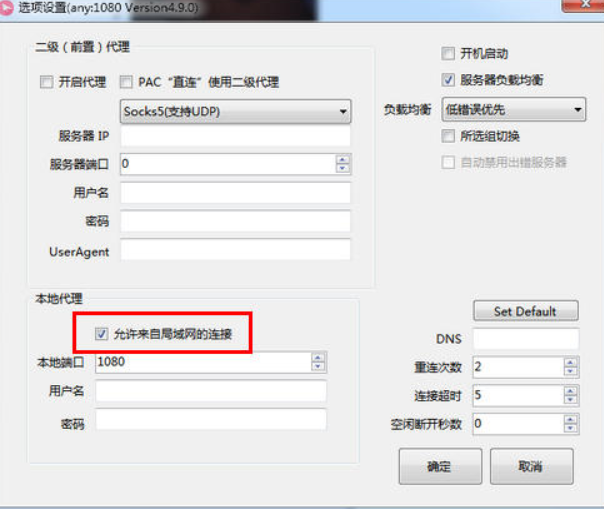 选项设置(any:1080 Version4.9.0)
二级（前置）代理
开启代理
PAC “直连” 使用二级代理
Socks5(支持UDP)
服务器 IP
服务器端口
0
用户名
密码
UserAgent
开机启动
服务器负载均衡
负载均衡
低错误优先
所选组切换
自动禁用出错服务器
本地代理
允许来自局域网的连接
本地端口
1080
用户名
密码
Set Default
DNS
重连次数
2
连接超时
5
空闲断开秒数
0
确定
取消